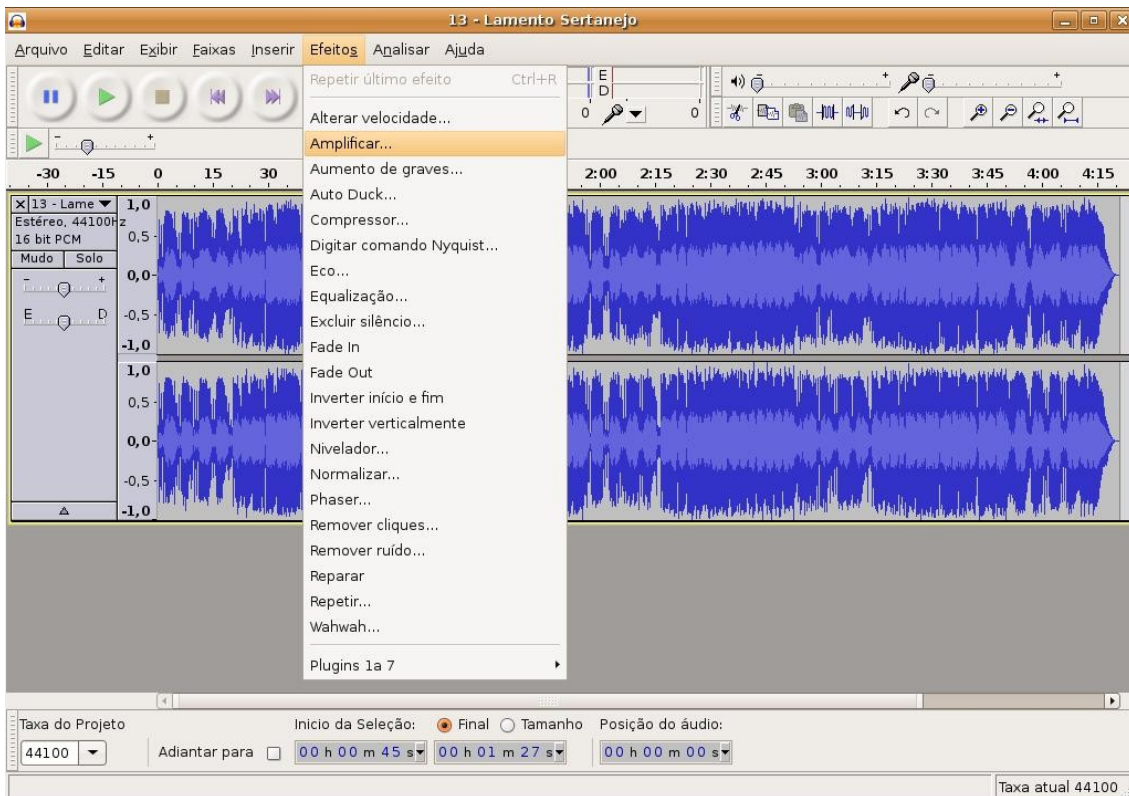 13 - Lamento Sertanejo
Arquivo Editar Exibir Faixas Inserir Efeitos Analisar Ajuda
Repetir último efeito Ctrl+R
Alterar velocidade...
Amplificar...
Aumento de graves...
Auto Duck...
Compressor...
Digitar comando Nyquist...
Eco...
Equalização...
Excluir silêncio...
Fade In
Fade Out
Inverter início e fim
Inverter verticalmente
Nivelador...
Normalizar...
Phaser...
Remover cliques...
Remover ruído...
Reparar
Repetir...
Wahwah...
Plugins 1a 7
E
D
0 0
-30 -15 0 15 30 2:00 2:15 2:30 2:45 3:00 3:15 3:30 3:45 4:00 4:15
X 13 - Lame
Estéreo, 44100Hz
16 bit PCM
Mudo Solo
- +
E D
1,0
0,5
0,0
-0,5
-1,0
1,0
0,5
0,0
-0,5
-1,0
Taxa do Projeto Inicio da Seleção: Final Tamanho Posição do áudio:
44100 Adiantar para 00 h 00 m 45 s 00 h 01 m 27 s 00 h 00 m 00 s
Taxa atual 44100